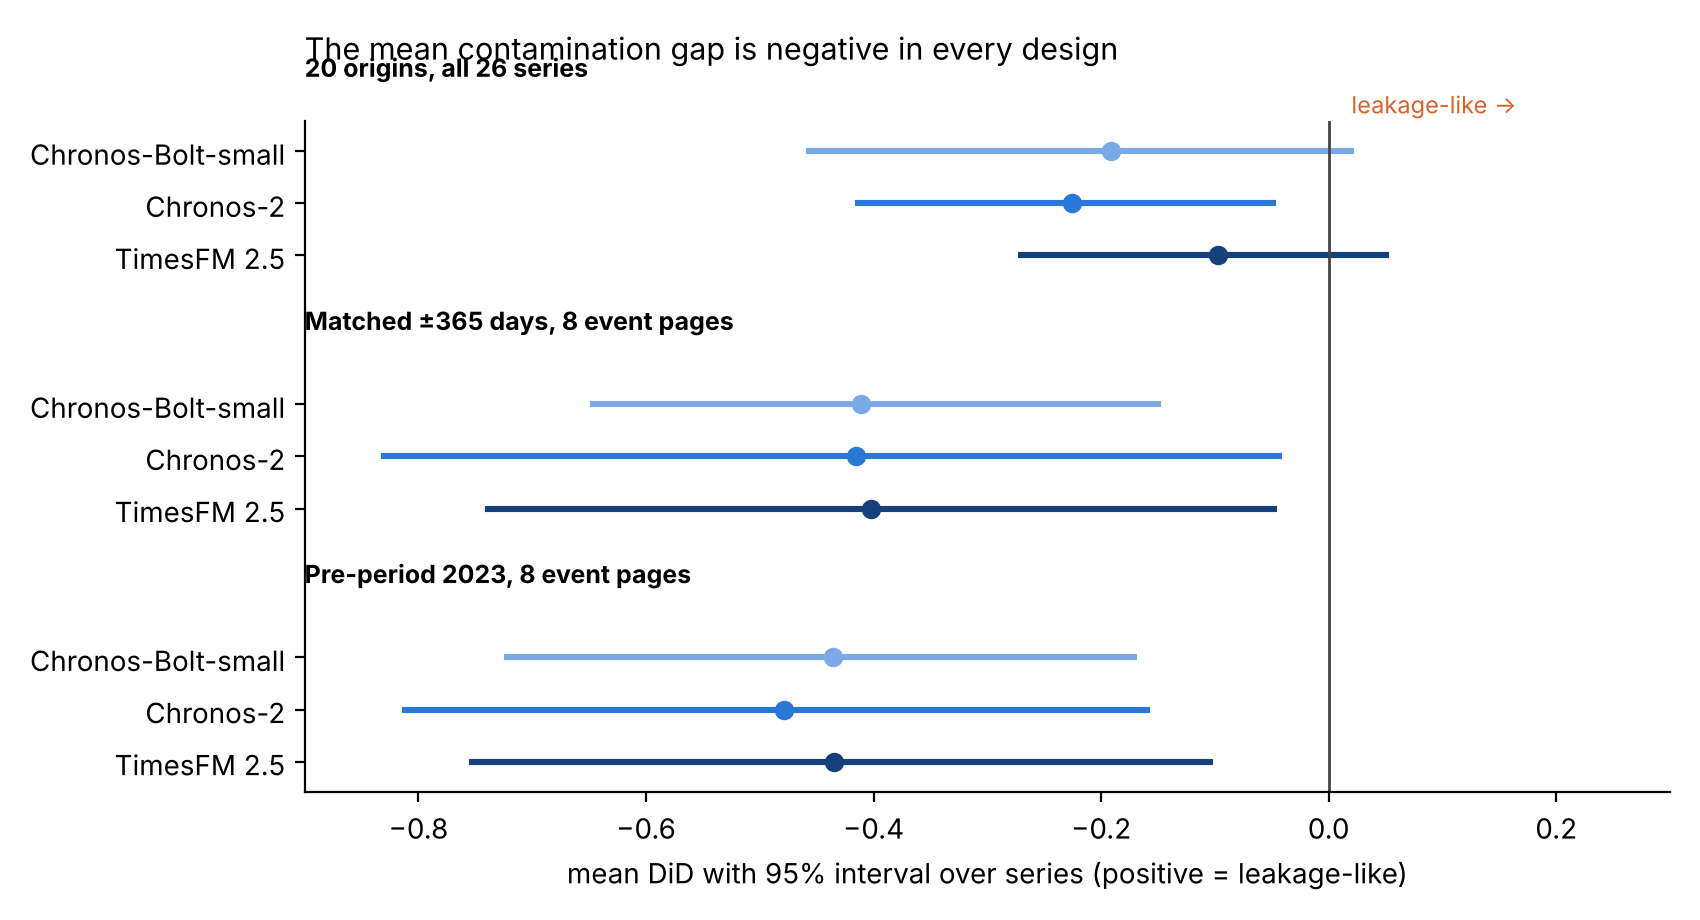 The mean contamination gap is negative in every design
20 origins, all 26 series
leakage-like →
Chronos-Bolt-small
Chronos-2
TimesFM 2.5
Matched ±365 days, 8 event pages
Chronos-Bolt-small
Chronos-2
TimesFM 2.5
Pre-period 2023, 8 event pages
Chronos-Bolt-small
Chronos-2
TimesFM 2.5
−0.8 −0.6 −0.4 −0.2 0.0 0.2
mean DiD with 95% interval over series (positive = leakage-like)